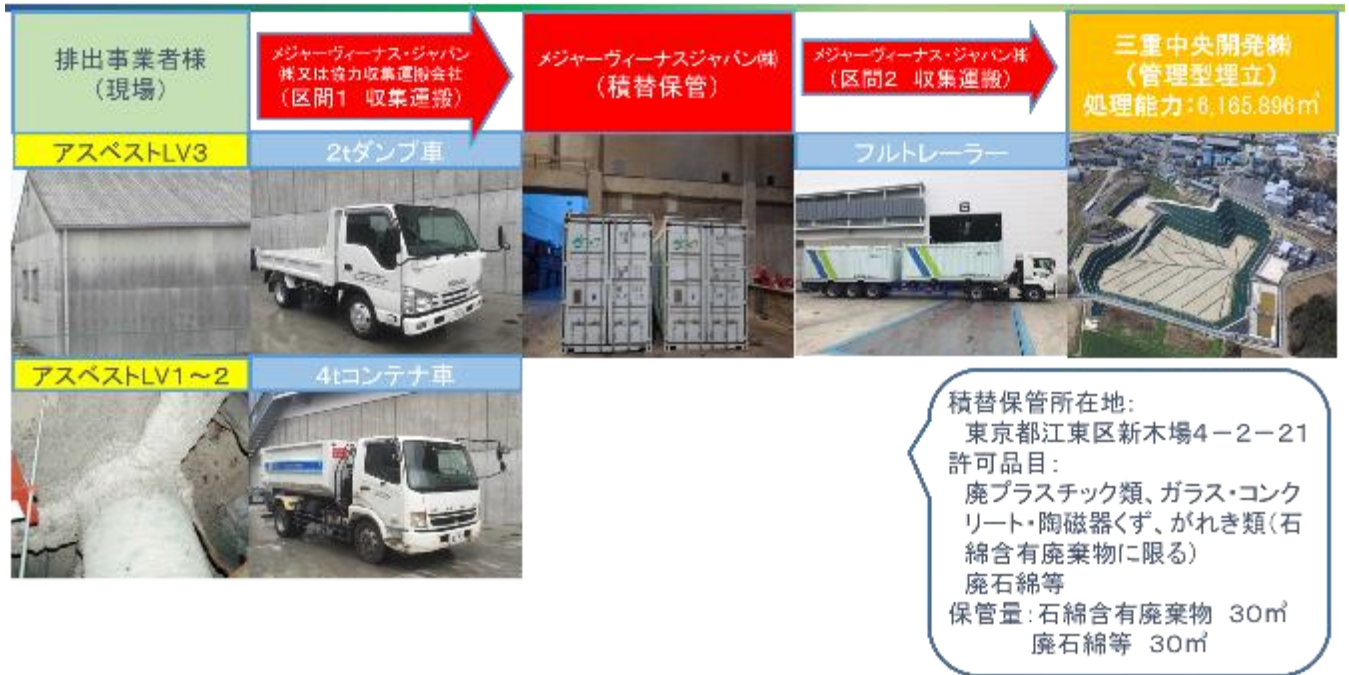 排出事業者様
(現場)
メジャーヴィーナス・ジャパン
㈱又は協力収集運搬会社
(区間1 収集運搬)
メジャーヴィーナスジャパン㈱
(積替保管)
メジャーヴィーナス・ジャパン㈱
(区間2 収集運搬)
三重中央開発㈱
(管理型埋立)
処理能力:6,165,896㎥
アスベストLV3
2tダンプ車
フルトレーラー
6
アスベストLV1～2
4tコンテナ車
積替保管所在地:
東京都江東区新木場4－2－21
許可品目:
廃プラスチック類、ガラス・コンク
リート・陶磁器くず、がれき類(石
綿含有廃棄物に限る)
廃石綿等
保管量:石綿含有廃棄物 30㎥
廃石綿等 30㎥